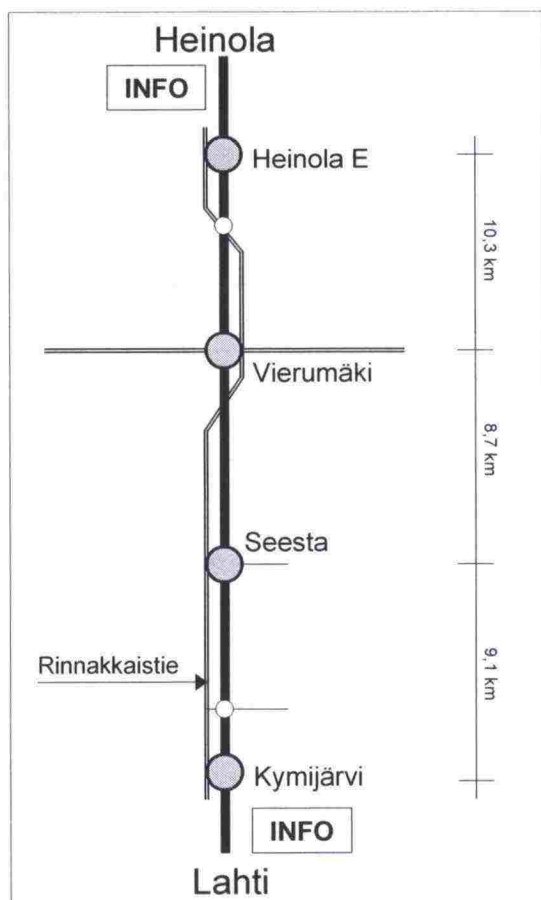 Heinola
INFO
Heinola E
10,3 km
Vierumäki
8,7 km
Seesta
9,1 km
Rinnakkaistie
Kymijärvi
INFO
Lahti